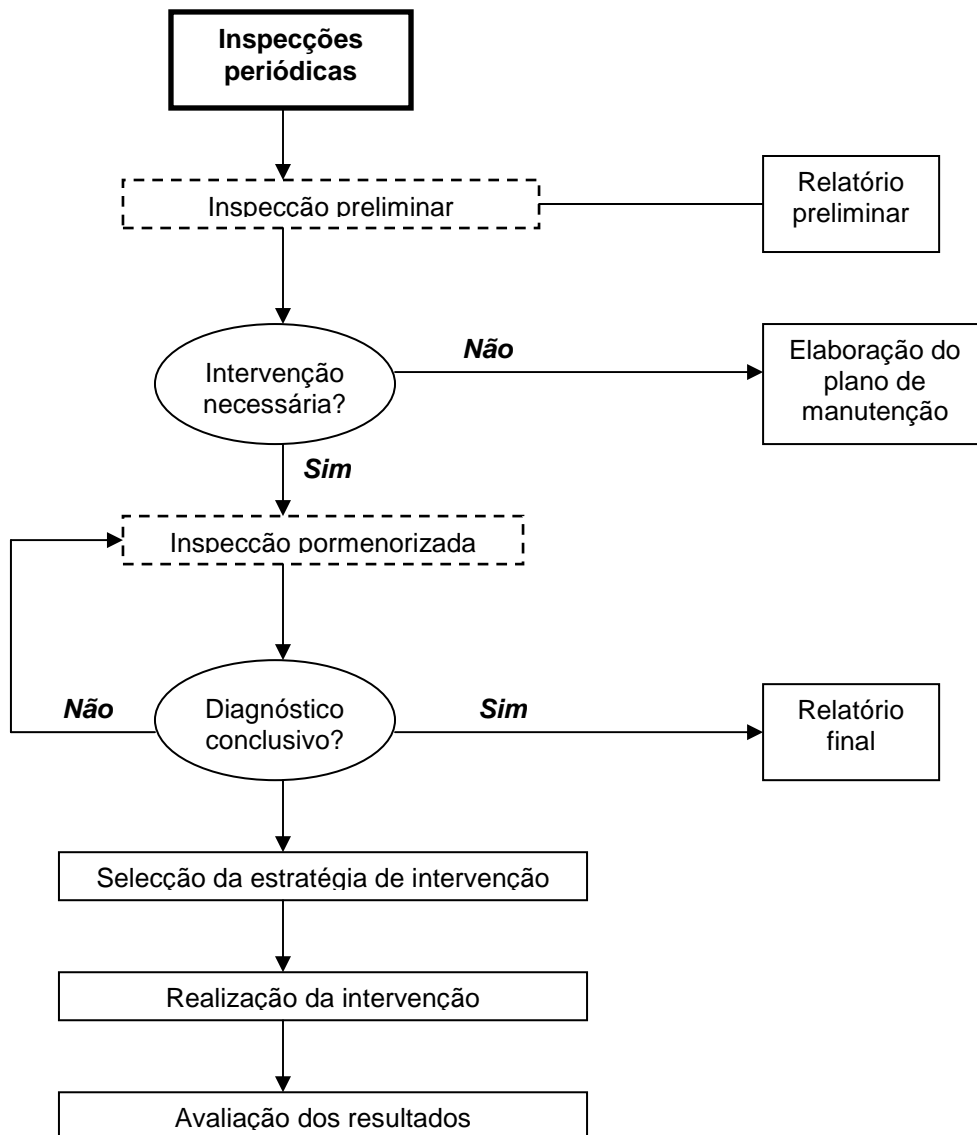 Inspecções
periódicas
Inspecção preliminar
Relatório
preliminar
Intervenção
necessária?
Não
Elaboração do
plano de
manutenção
Sim
Inspecção pormenorizada
Não
Diagnóstico
conclusivo?
Sim
Relatório
final
Selecção da estratégia de intervenção
Realização da intervenção
Avaliação dos resultados